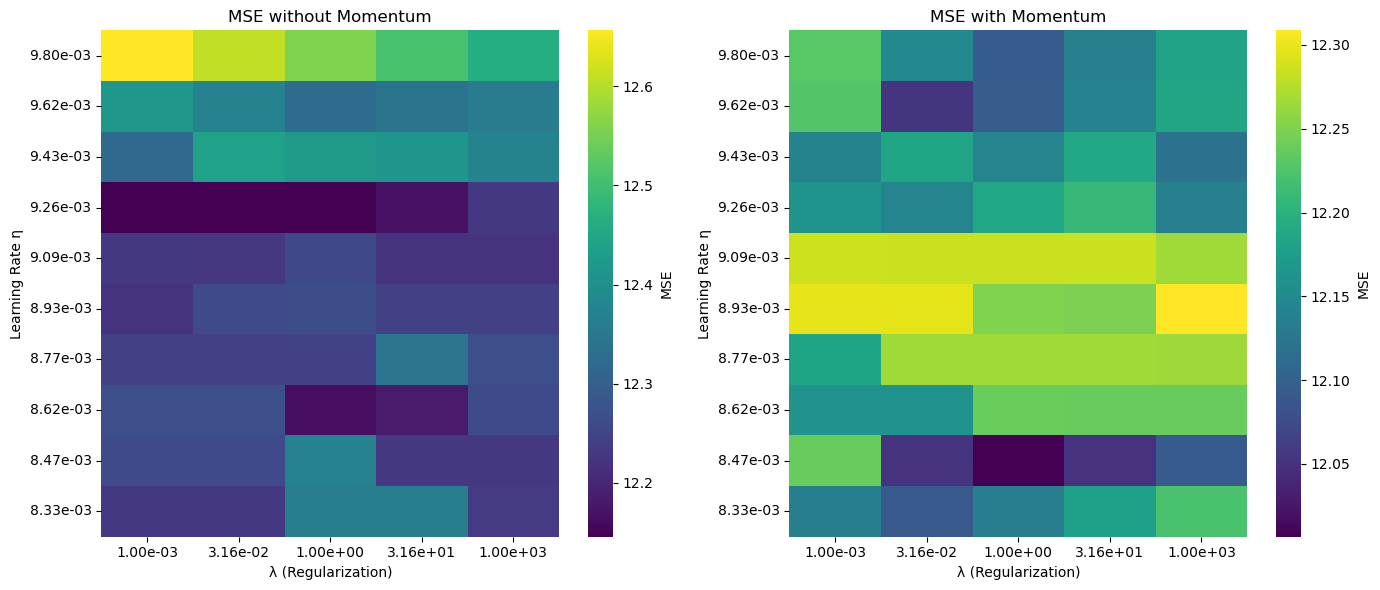 MSE without Momentum
9.80e-03
9.62e-03
9.43e-03
9.26e-03
9.09e-03
8.93e-03
8.77e-03
8.62e-03
8.47e-03
8.33e-03
Learning Rate η
1.00e-03 3.16e-02 1.00e+00 3.16e+01 1.00e+03
λ (Regularization)
12.6
12.5
12.4
12.3
12.2
MSE
MSE with Momentum
9.80e-03
9.62e-03
9.43e-03
9.26e-03
9.09e-03
8.93e-03
8.77e-03
8.62e-03
8.47e-03
8.33e-03
Learning Rate η
1.00e-03 3.16e-02 1.00e+00 3.16e+01 1.00e+03
λ (Regularization)
12.30
12.25
12.20
12.15
12.10
12.05
MSE